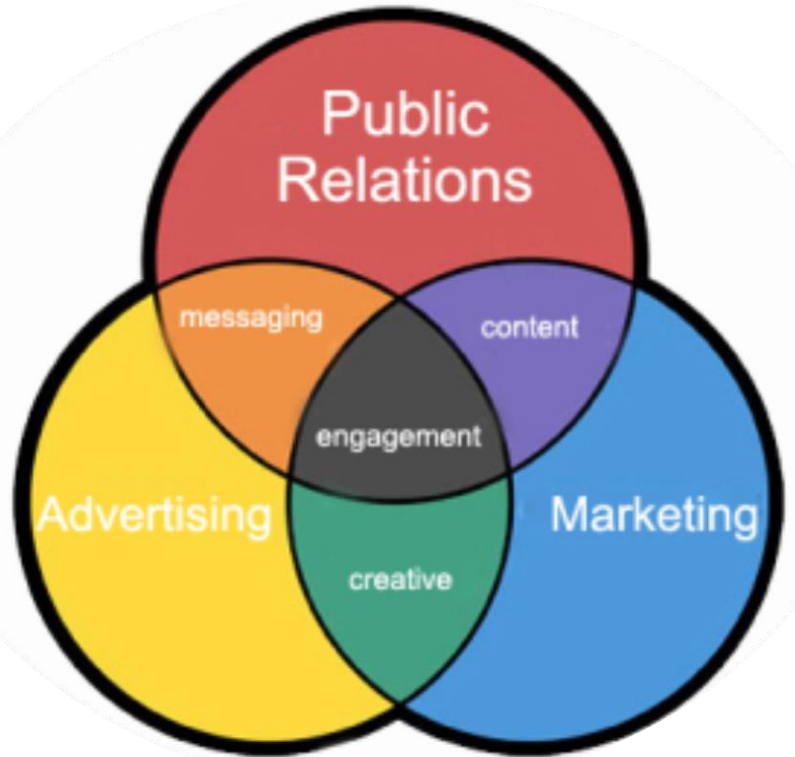 Public
Relations
messaging
content
engagement
Advertising
Marketing
creative